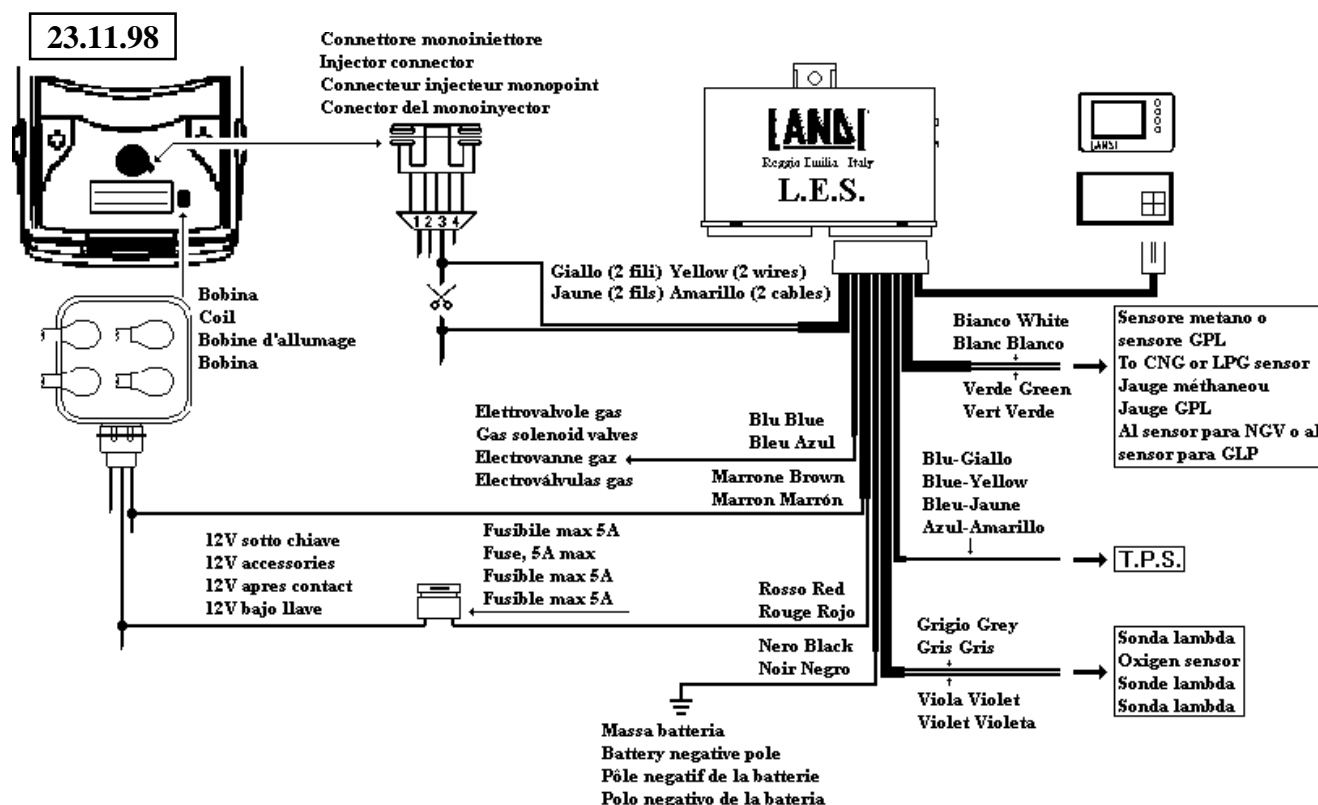 23.11.98
Connettore monoiniettore
Injector connector
Connecteur injecteur monopoint
Conector del monoinyector
1 2 3 4
LANDI
Reggio Emilia - Italy
L.E.S.
LANDI
Giallo (2 fili) Yellow (2 wires)
Jaune (2 fils) Amarillo (2 cables)
Bobina
Coil
Bobine d'allumage
Bobina
Bianco White
Blanc Blanco
Verde Green
Vert Verde
Sensore metano o
sensore GPL
To CNG or LPG sensor
Jauge méthaneou
Jauge GPL
Al sensor para NGV o al
sensor para GLP
Elettrovalvole gas
Gas solenoid valves
Electrovanne gaz
Electroválvulas gas
Blu Blue
Bleu Azul
Marrone Brown
Marron Marrón
Blu-Giallo
Blue-Yellow
Bleu-Jaune
Azul-Amarillo
T.P.S.
12V sotto chiave
12V accessories
12V apres contact
12V bajo llave
Fusibile max 5A
Fuse, 5A max
Fusible max 5A
Fusible max 5A
Rosso Red
Rouge Rojo
Nero Black
Noir Negro
Grigio Grey
Gris Gris
Viola Violet
Violet Violeta
Sonda lambda
Oxigen sensor
Sonde lambda
Sonda lambda
Massa batteria
Battery negative pole
Pôle negatif de la batterie
Polo negativo de la bateria